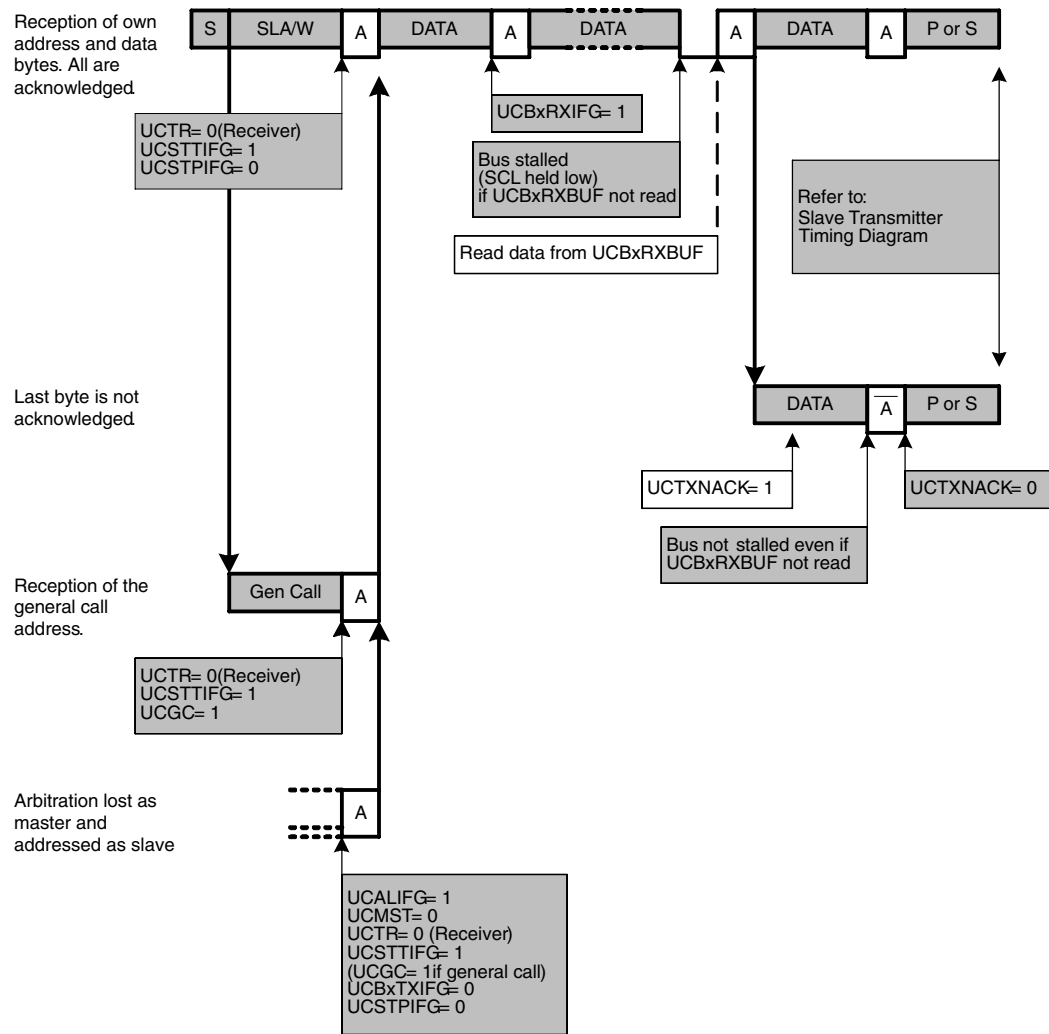 Reception of own
address and data
bytes. All are
acknowledged.
S SLA/W A DATA A DATA A DATA A P or S
UCTR= 0(Receiver)
UCSTTIFG= 1
UCSTPIFG= 0
UCBxRXIFG= 1
Bus stalled
(SCL held low)
if UCBxRXBUF not read
Read data from UCBxRXBUF
Refer to:
Slave Transmitter
Timing Diagram
Last byte is not
acknowledged.
DATA A P or S
UCTXNACK= 1
UCTXNACK= 0
Bus not stalled even if
UCBxRXBUF not read
Reception of the
general call
address.
Gen Call A
UCTR= 0(Receiver)
UCSTTIFG= 1
UCGC= 1
Arbitration lost as
master and
addressed as slave
A
UCALIFG= 1
UCMST= 0
UCTR= 0 (Receiver)
UCSTTIFG= 1
(UCGC= 1if general call)
UCBxTXIFG= 0
UCSTPIFG= 0